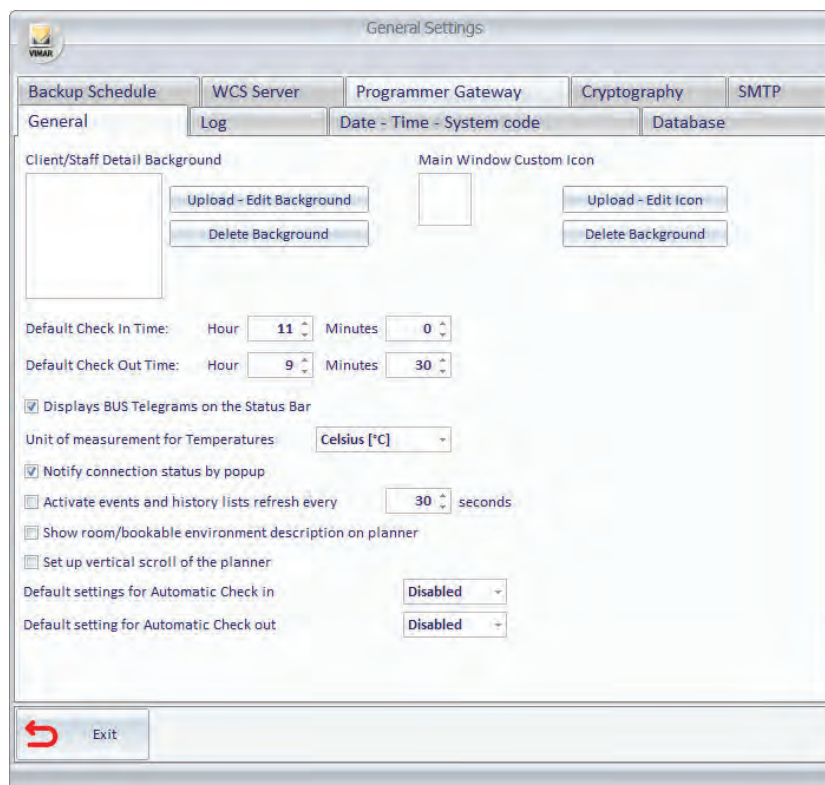 General Settings
VIMAR
Backup Schedule WCS Server Programmer Gateway Cryptography SMTP
General Log Date - Time - System code Database
Client/Staff Detail Background Main Window Custom Icon
Upload - Edit Background Upload - Edit Icon
Delete Background Delete Background
Default Check In Time: Hour 11 Minutes 0
Default Check Out Time: Hour 9 Minutes 30
Displays BUS Telegrams on the Status Bar
Unit of measurement for Temperatures Celsius [°C]
Notify connection status by popup
Activate events and history lists refresh every 30 seconds
Show room/bookable environment description on planner
Set up vertical scroll of the planner
Default settings for Automatic Check in Disabled
Default setting for Automatic Check out Disabled
Exit